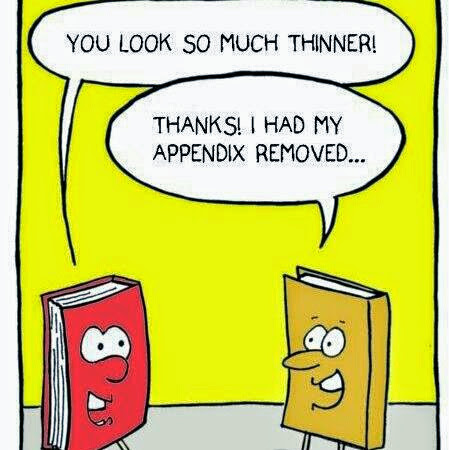 YOU LOOK SO MUCH THINNER!
THANKS! I HAD MY
APPENDIX REMOVED...